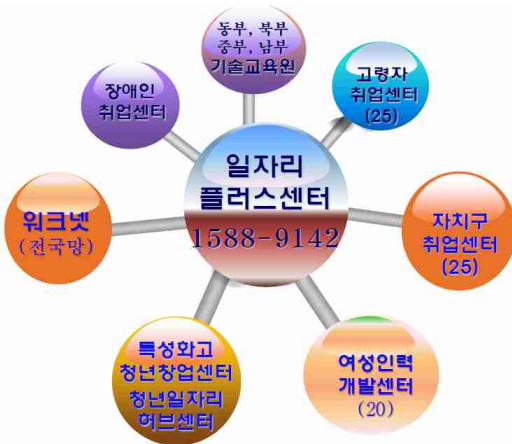 동부, 북부
중부, 남부
기술교육원
장애인
취업센터
고령자
취업센터
(25)
일자리
플러스센터
1588-9142
워크넷
(전국망)
자치구
취업센터
(25)
특성화고
청년창업센터
청년일자리
허브센터
여성인력
개발센터
(20)